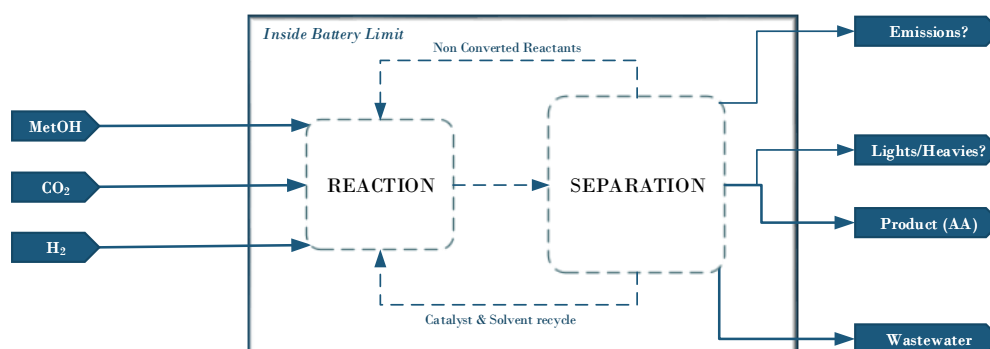 Inside Battery Limit
Emissions?
Non Converted Reactants
MetOH
Lights/Heavies?
CO₂
REACTION
SEPARATION
Product (AA)
H₂
Catalyst & Solvent recycle
Wastewater